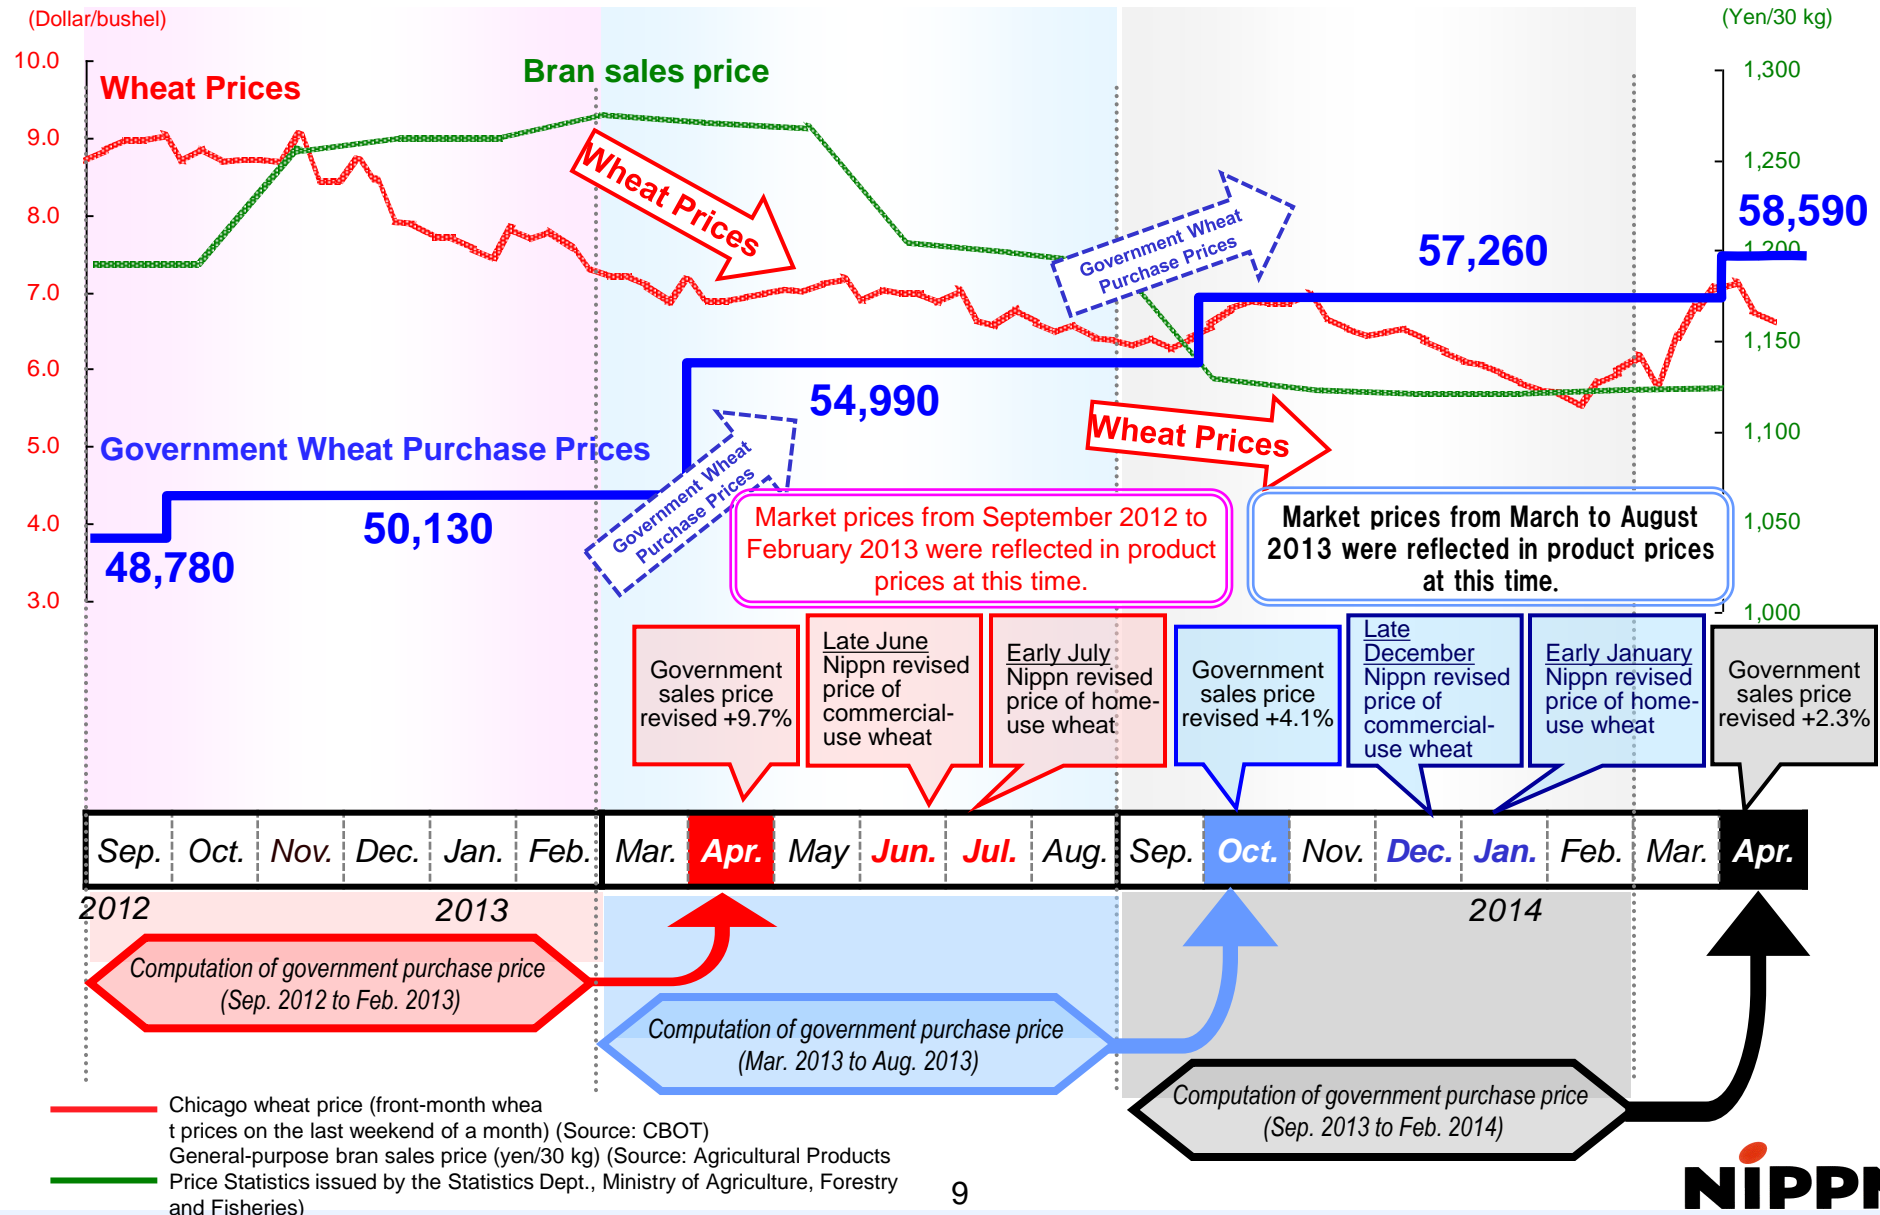 (Dollar/bushel)
(Yen/30 kg)
10.0
9.0
8.0
7.0
6.0
5.0
4.0
3.0
1,300
1,250
1,200
1,150
1,100
1,050
1,000
Wheat Prices
Bran sales price
Wheat Prices
Government Wheat
Purchase Prices
57,260
58,590
54,990
Wheat Prices
Government Wheat Purchase Prices
Government Wheat
Purchase Prices
50,130
48,780
Market prices from September 2012 to
February 2013 were reflected in product
prices at this time.
Market prices from March to August
2013 were reflected in product prices
at this time.
Government
sales price
revised +9.7%
Late June
Nippn revised
price of
commercial-
use wheat
Early July
Nippn revised
price of home-
use wheat
Government
sales price
revised +4.1%
Late
December
Nippn revised
price of
commercial-
use wheat
Early January
Nippn revised
price of home-
use wheat
Government
sales price
revised +2.3%
Sep. Oct. Nov. Dec. Jan. Feb. Mar. Apr. May Jun. Jul. Aug. Sep. Oct. Nov. Dec. Jan. Feb. Mar. Apr.
2012 2013 2014
Computation of government purchase price
(Sep. 2012 to Feb. 2013)
Computation of government purchase price
(Mar. 2013 to Aug. 2013)
Computation of government purchase price
(Sep. 2013 to Feb. 2014)
Chicago wheat price (front-month whea
t prices on the last weekend of a month) (Source: CBOT)
General-purpose bran sales price (yen/30 kg) (Source: Agricultural Products
Price Statistics issued by the Statistics Dept., Ministry of Agriculture, Forestry
and Fisheries)
9